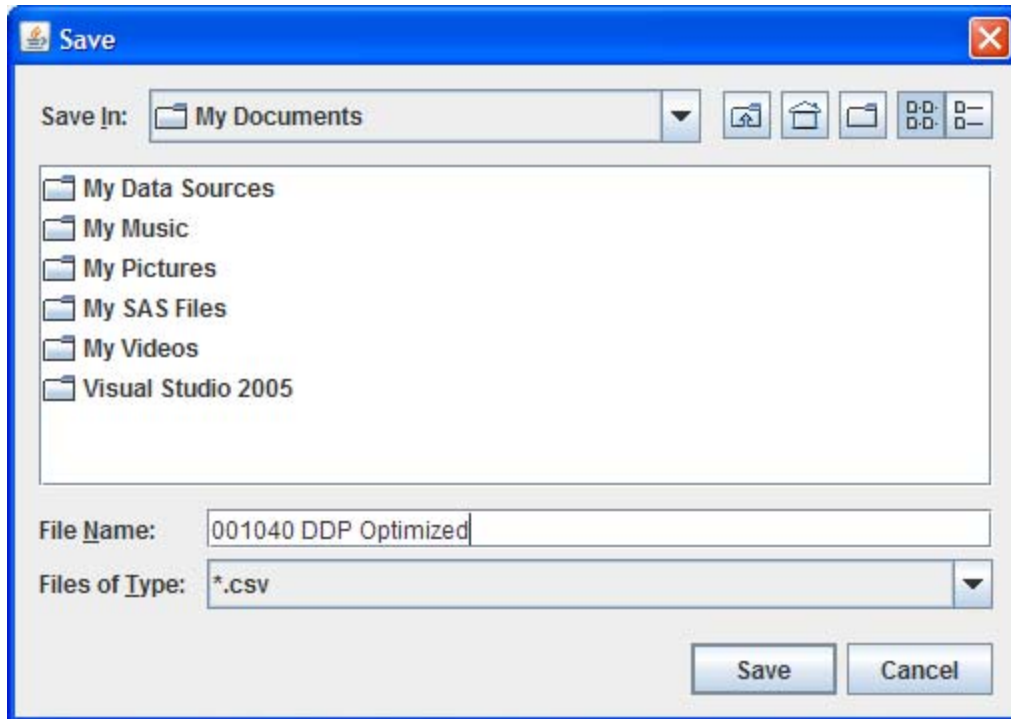 Save
Save In: My Documents
My Data Sources
My Music
My Pictures
My SAS Files
My Videos
Visual Studio 2005
File Name: 001040 DDP Optimized
Files of Type: *.csv
Save Cancel